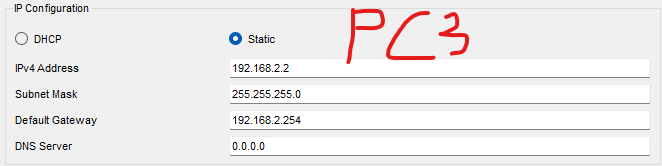 IP Configuration
DHCP
Static
PC3
IPv4 Address
192.168.2.2
Subnet Mask
255.255.255.0
Default Gateway
192.168.2.254
DNS Server
0.0.0.0